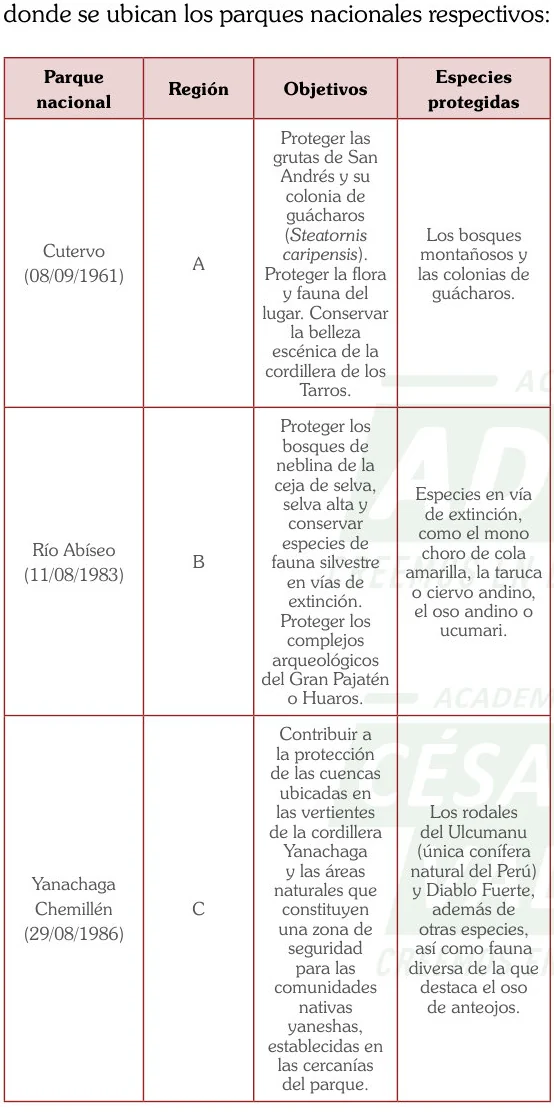 donde se ubican los parques nacionales respectivos:
Parque
nacional
Región
Objetivos
Especies
protegidas
Cutervo
(08/09/1961)
A
Proteger las
grutas de San
Andrés y su
colonia de
guácharos
(Steatornis
caripensis).
Proteger la flora
y fauna del
lugar. Conservar
la belleza
escénica de la
cordillera de los
Tarros.
Los bosques
montañosos y
las colonias de
guácharos.
Río Abíseo
(11/08/1983)
B
Proteger los
bosques de
neblina de la
ceja de selva,
selva alta y
conservar
especies de
fauna silvestre
en vías de
extinción.
Proteger los
complejos
arqueológicos
del Gran Pajatén
o Huaros.
Especies en vía
de extinción,
como el mono
choro de cola
amarilla, la taruca
o ciervo andino,
el oso andino o
ucumari.
Yanachaga
Chemillén
(29/08/1986)
C
Contribuir a
la protección
de las cuencas
ubicadas en
las vertientes
de la cordillera
Yanachaga
y las áreas
naturales que
constituyen
una zona de
seguridad
para las
comunidades
nativas
yaneshas,
establecidas en
las cercanías
del parque.
Los rodales
del Ulcumanu
(única conífera
natural del Perú)
y Diablo Fuerte,
además de
otras especies,
así como fauna
diversa de la que
destaca el oso
de anteojos.
AC
AD
ACADEM
CÉSA